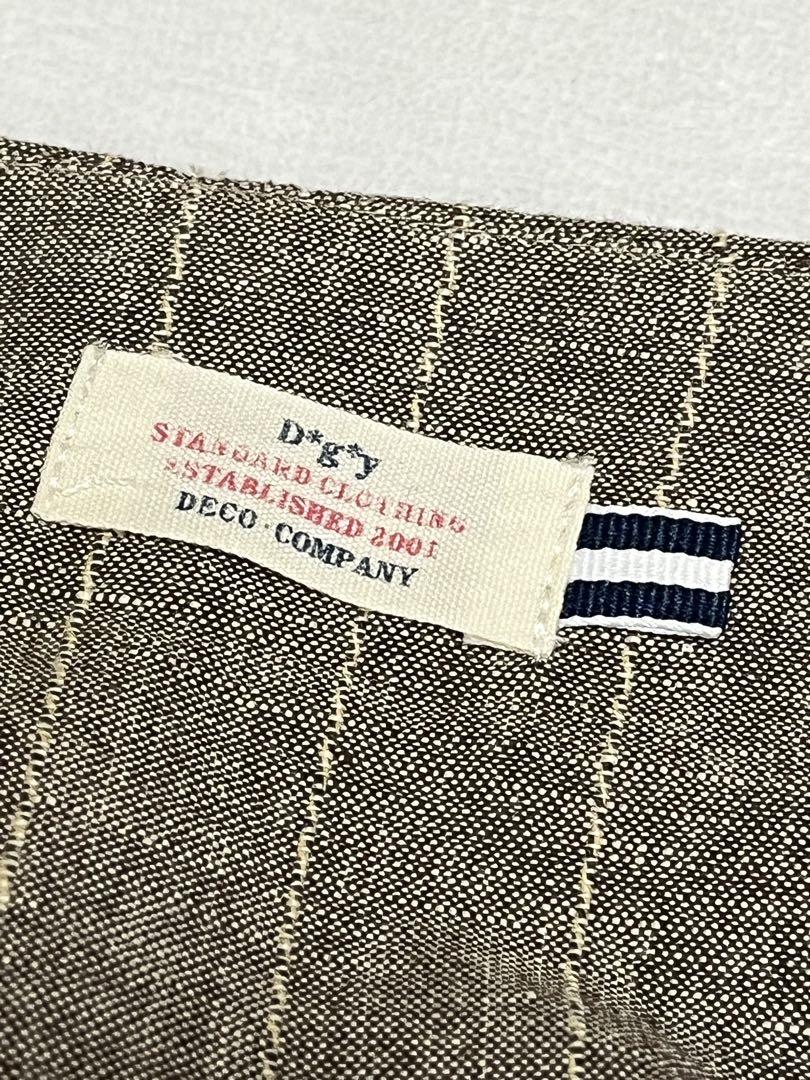 D*g*y
STANDARD CLOTHING
ESTABLISHED 2001
DECO·COMPANY